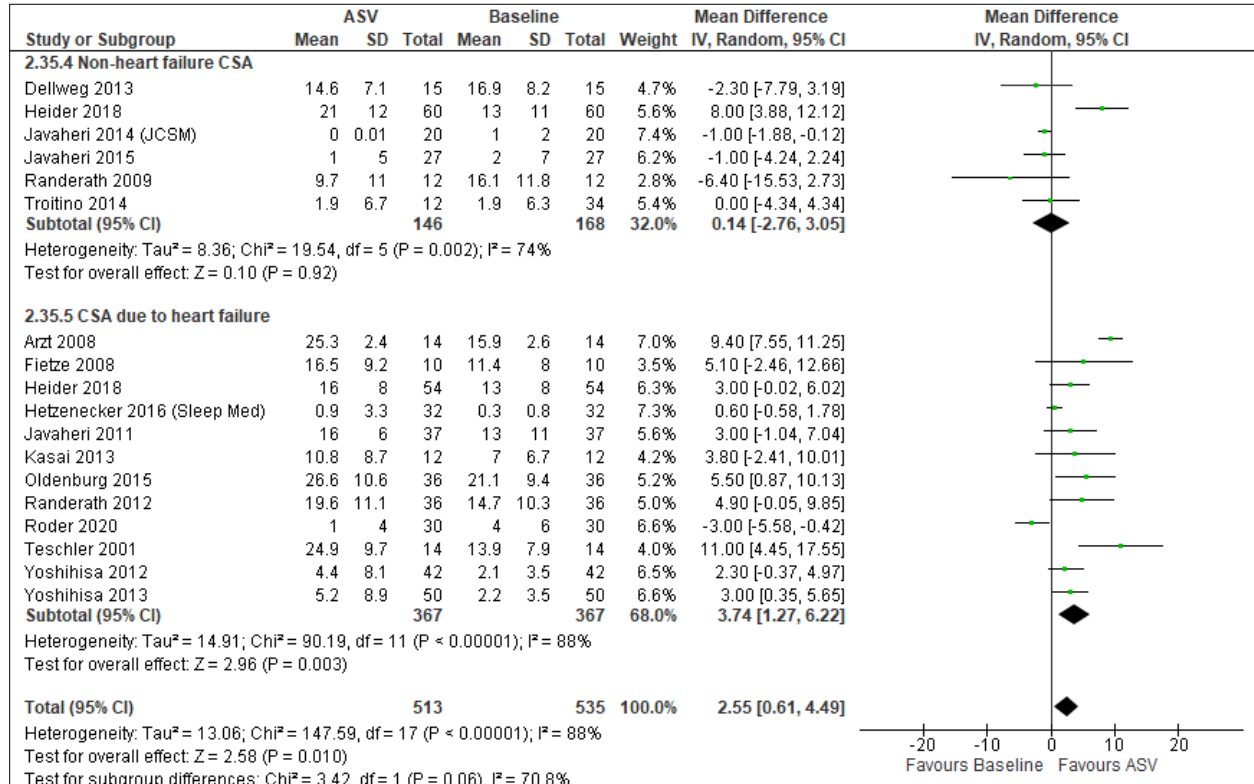 ASV Baseline Mean Difference Mean Difference
Study or Subgroup Mean SD Total Mean SD Total Weight IV, Random, 95% CI IV, Random, 95% CI
2.35.4 Non-heart failure CSA
Dellweg 2013 14.6 7.1 15 16.9 8.2 15 4.7% -2.30 [-7.79, 3.19]
Heider 2018 21 12 60 13 11 60 5.6% 8.00 [3.88, 12.12]
Javaheri 2014 (JCSM) 0 0.01 20 1 2 20 7.4% -1.00 [-1.88, -0.12]
Javaheri 2015 1 5 27 2 7 27 6.2% -1.00 [-4.24, 2.24]
Randerath 2009 9.7 11 12 16.1 11.8 12 2.8% -6.40 [-15.53, 2.73]
Troitino 2014 1.9 6.7 12 1.9 6.3 34 5.4% 0.00 [-4.34, 4.34]
Subtotal (95% CI) 146 168 32.0% 0.14 [-2.76, 3.05]
Heterogeneity: Tau² = 8.36; Chi² = 19.54, df = 5 (P = 0.002); I² = 74%
Test for overall effect: Z = 0.10 (P = 0.92)
2.35.5 CSA due to heart failure
Arzt 2008 25.3 2.4 14 15.9 2.6 14 7.0% 9.40 [7.55, 11.25]
Fietze 2008 16.5 9.2 10 11.4 8 10 3.5% 5.10 [-2.46, 12.66]
Heider 2018 16 8 54 13 8 54 6.3% 3.00 [-0.02, 6.02]
Hetzenecker 2016 (Sleep Med) 0.9 3.3 32 0.3 0.8 32 7.3% 0.60 [-0.58, 1.78]
Javaheri 2011 16 6 37 13 11 37 5.6% 3.00 [-1.04, 7.04]
Kasai 2013 10.8 8.7 12 7 6.7 12 4.2% 3.80 [-2.41, 10.01]
Oldenburg 2015 26.6 10.6 36 21.1 9.4 36 5.2% 5.50 [0.87, 10.13]
Randerath 2012 19.6 11.1 36 14.7 10.3 36 5.0% 4.90 [-0.05, 9.85]
Roder 2020 1 4 30 4 6 30 6.6% -3.00 [-5.58, -0.42]
Teschler 2001 24.9 9.7 14 13.9 7.9 14 4.0% 11.00 [4.45, 17.55]
Yoshihisa 2012 4.4 8.1 42 2.1 3.5 42 6.5% 2.30 [-0.37, 4.97]
Yoshihisa 2013 5.2 8.9 50 2.2 3.5 50 6.6% 3.00 [0.35, 5.65]
Subtotal (95% CI) 367 367 68.0% 3.74 [1.27, 6.22]
Heterogeneity: Tau² = 14.91; Chi² = 90.19, df = 11 (P < 0.00001); I² = 88%
Test for overall effect: Z = 2.96 (P = 0.003)
Total (95% CI) 513 535 100.0% 2.55 [0.61, 4.49]
Heterogeneity: Tau² = 13.06; Chi² = 147.59, df = 17 (P < 0.00001); I² = 88%
Test for overall effect: Z = 2.58 (P = 0.010)
Test for subgroup differences: Chi² = 3.42, df = 1 (P = 0.06), I² = 70.8%
-20 -10 0 10 20
Favours Baseline Favours ASV